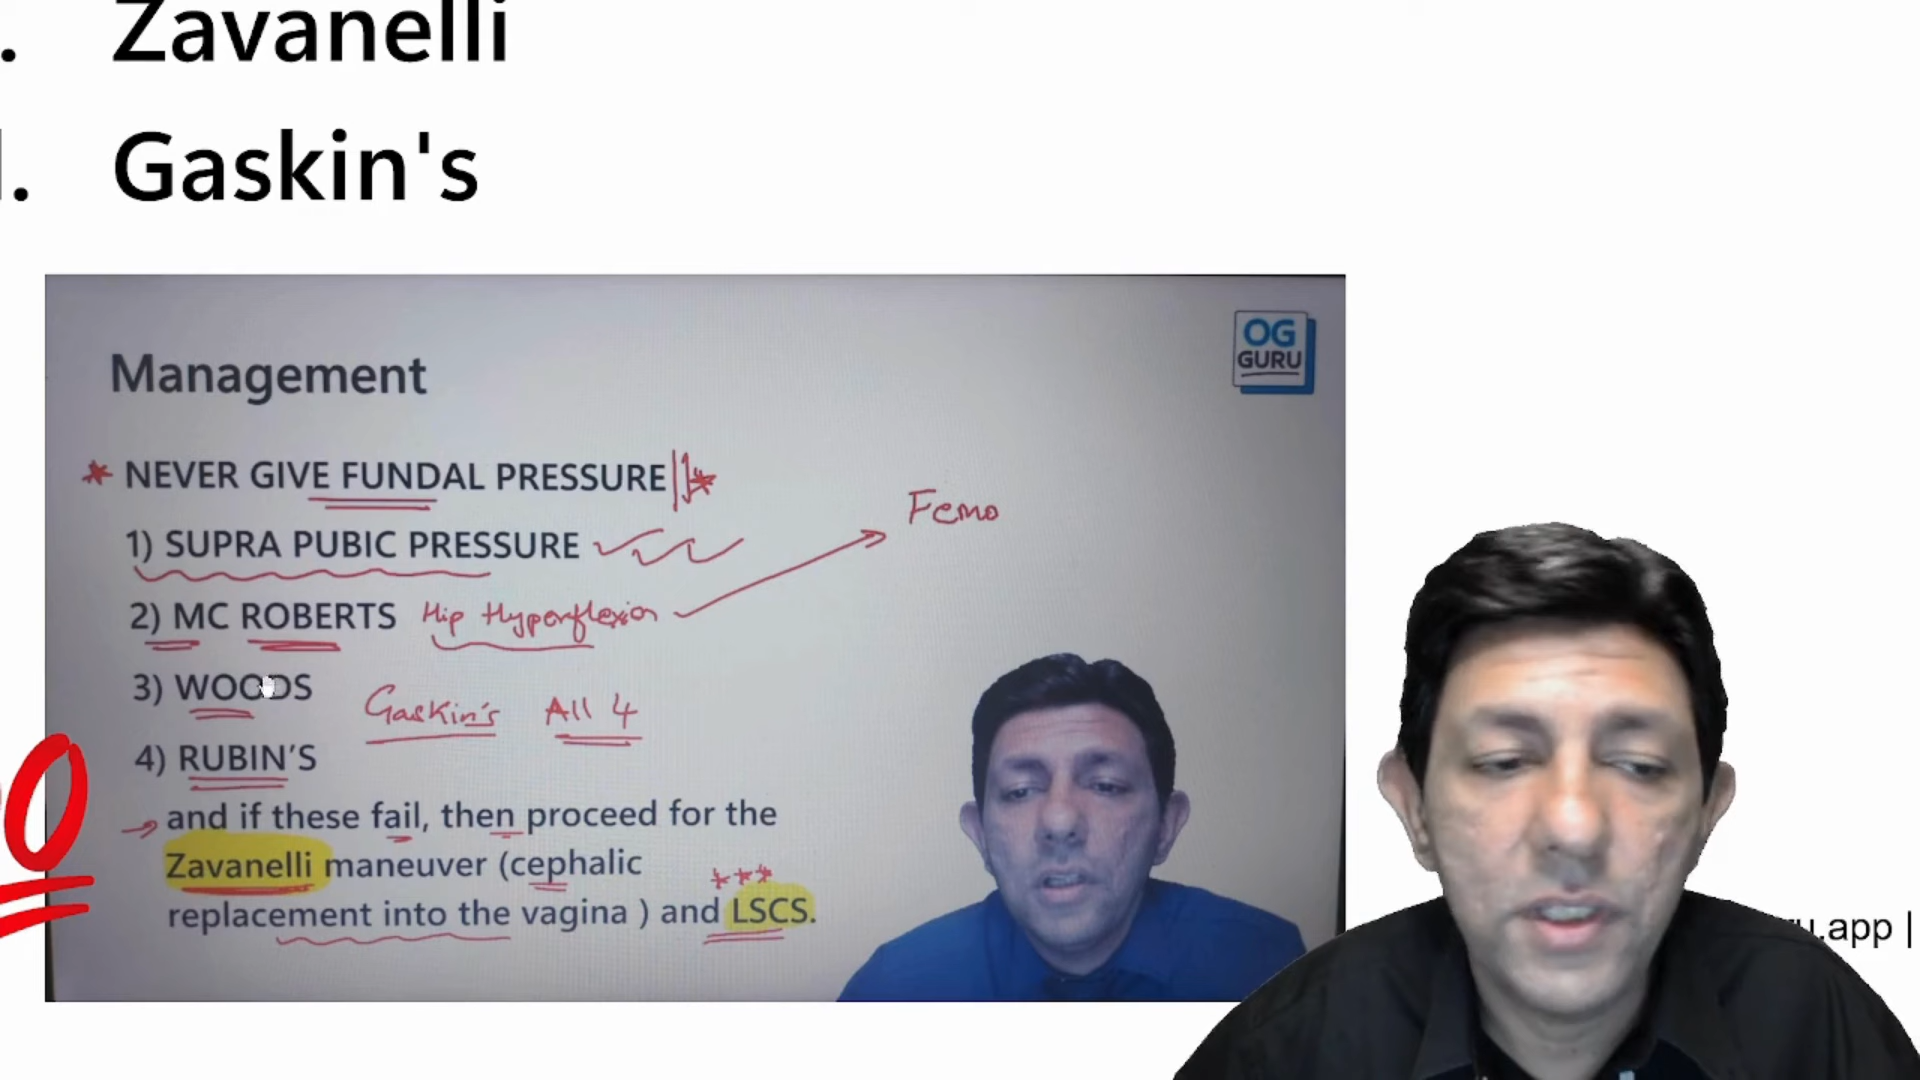 Zavanelli
Gaskin's
OG
GURU
Management
* NEVER GIVE FUNDAL PRESSURE *
Femo
1) SUPRA PUBIC PRESSURE
2) MC ROBERTS Hip Hyperflexion
3) WOODS
Gaskin's All 4
4) RUBIN'S
and if these fail, then proceed for the
Zavanelli maneuver (cephalic
***
replacement into the vagina ) and LSCS.
.app |